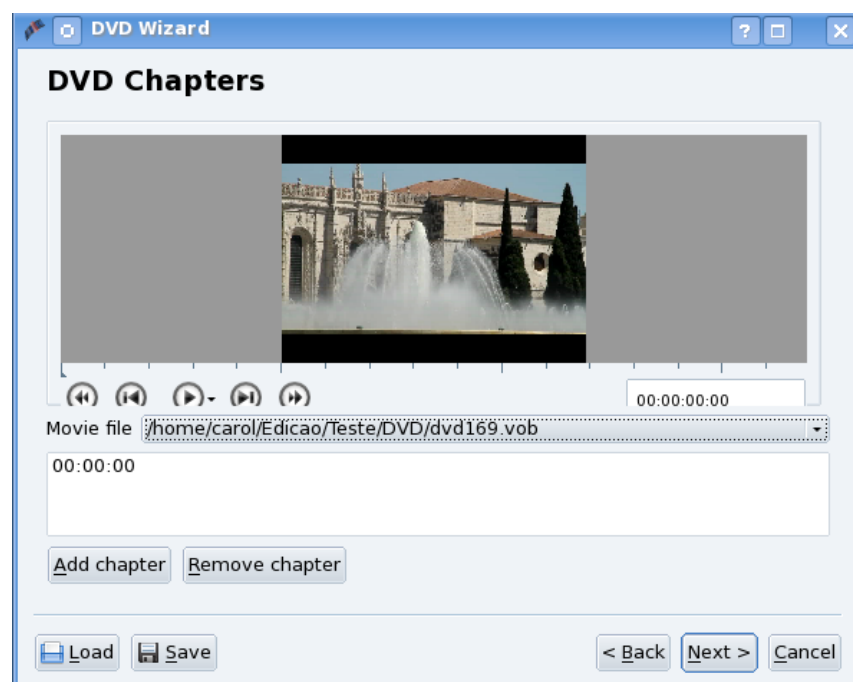 DVD Wizard
DVD Chapters
00:00:00:00
Movie file /home/carol/Edicao/Teste/DVD/dvd169.vob
00:00:00
Add chapter Remove chapter
Load Save < Back Next > Cancel